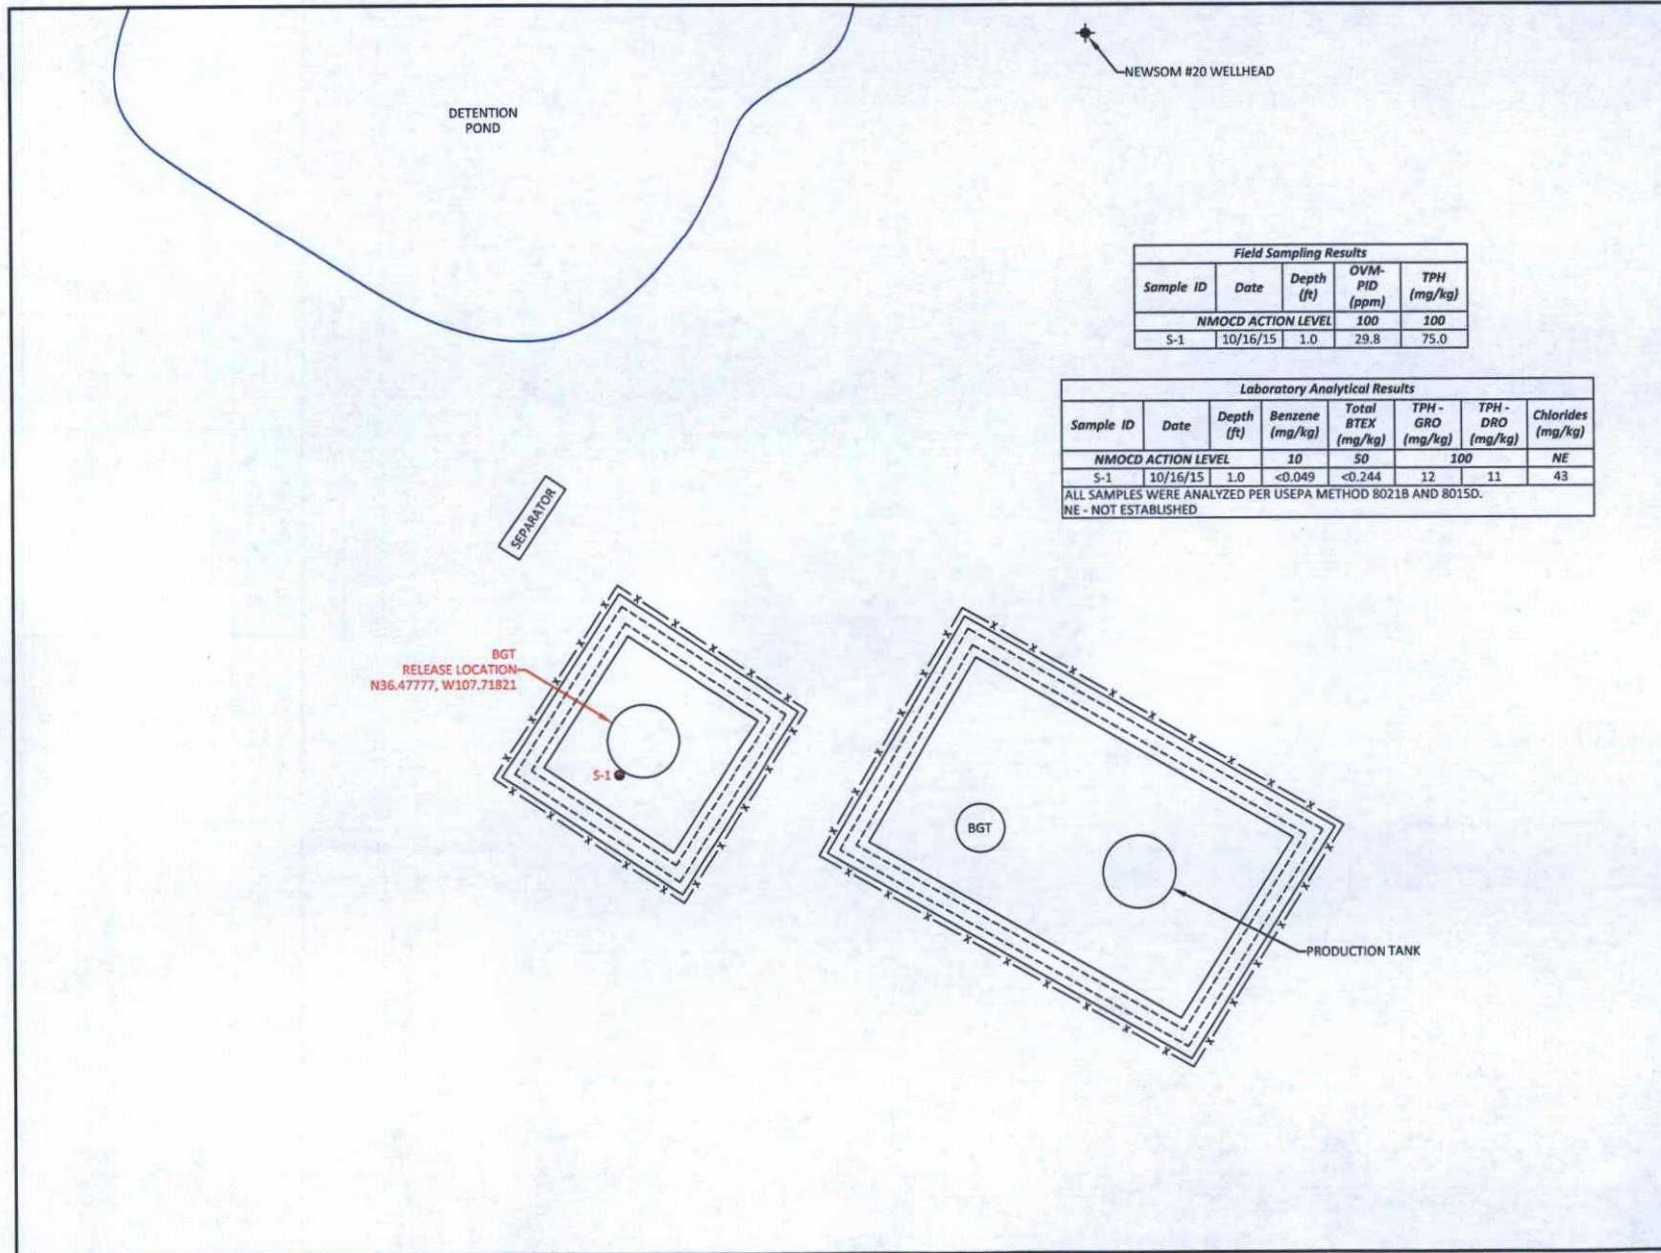 NEWSOM #20 WELLHEAD
DETENTION
POND
Field Sampling Results
Sample ID Date Depth (ft) OVM-PID (ppm) TPH (mg/kg)
NMOCD ACTION LEVEL 100 100
S-1 10/16/15 1.0 29.8 75.0
Laboratory Analytical Results
Sample ID Date Depth (ft) Benzene (mg/kg) Total BTEX (mg/kg) TPH - GRO (mg/kg) TPH - DRO (mg/kg) Chlorides (mg/kg)
NMOCD ACTION LEVEL 10 50 100 NE
S-1 10/16/15 1.0 <0.049 <0.244 12 11 43
ALL SAMPLES WERE ANALYZED PER USEPA METHOD 8021B AND 8015D.
NE - NOT ESTABLISHED
SEPARATOR
BGT
RELEASE LOCATION
N36.47777, W107.71821
S-1
BGT
PRODUCTION TANK